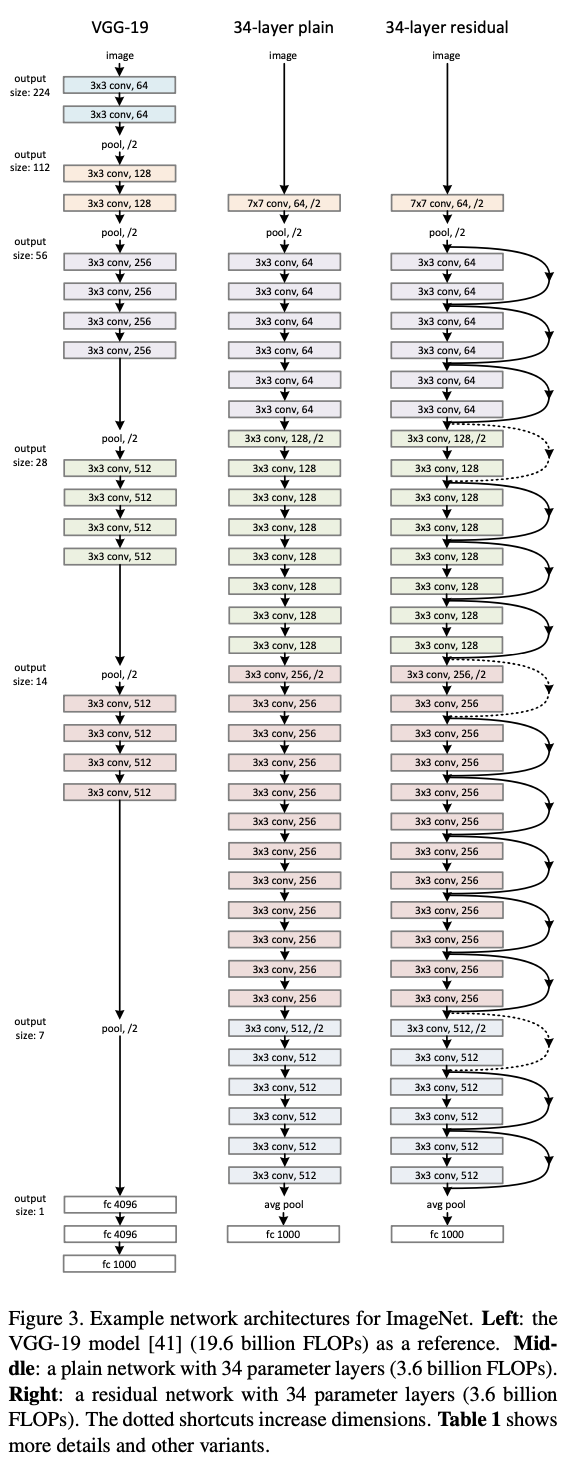 VGG-19
image
output
size: 224
3x3 conv, 64
3x3 conv, 64
pool, /2
output
size: 112
3x3 conv, 128
3x3 conv, 128
pool, /2
output
size: 56
3x3 conv, 256
3x3 conv, 256
3x3 conv, 256
3x3 conv, 256
pool, /2
output
size: 28
3x3 conv, 512
3x3 conv, 512
3x3 conv, 512
3x3 conv, 512
pool, /2
output
size: 14
3x3 conv, 512
3x3 conv, 512
3x3 conv, 512
3x3 conv, 512
output
size: 7
pool, /2
output
size: 1
fc 4096
fc 4096
fc 1000
34-layer plain
image
7x7 conv, 64, /2
pool, /2
3x3 conv, 64
3x3 conv, 64
3x3 conv, 64
3x3 conv, 64
3x3 conv, 64
3x3 conv, 64
3x3 conv, 128, /2
3x3 conv, 128
3x3 conv, 128
3x3 conv, 128
3x3 conv, 128
3x3 conv, 128
3x3 conv, 128
3x3 conv, 128
3x3 conv, 256, /2
3x3 conv, 256
3x3 conv, 256
3x3 conv, 256
3x3 conv, 256
3x3 conv, 256
3x3 conv, 256
3x3 conv, 256
3x3 conv, 256
3x3 conv, 256
3x3 conv, 256
3x3 conv, 256
3x3 conv, 512, /2
3x3 conv, 512
3x3 conv, 512
3x3 conv, 512
3x3 conv, 512
3x3 conv, 512
avg pool
fc 1000
34-layer residual
image
7x7 conv, 64, /2
pool, /2
3x3 conv, 64
3x3 conv, 64
3x3 conv, 64
3x3 conv, 64
3x3 conv, 64
3x3 conv, 64
3x3 conv, 128, /2
3x3 conv, 128
3x3 conv, 128
3x3 conv, 128
3x3 conv, 128
3x3 conv, 128
3x3 conv, 128
3x3 conv, 128
3x3 conv, 256, /2
3x3 conv, 256
3x3 conv, 256
3x3 conv, 256
3x3 conv, 256
3x3 conv, 256
3x3 conv, 256
3x3 conv, 256
3x3 conv, 256
3x3 conv, 256
3x3 conv, 256
3x3 conv, 256
3x3 conv, 512, /2
3x3 conv, 512
3x3 conv, 512
3x3 conv, 512
3x3 conv, 512
3x3 conv, 512
avg pool
fc 1000
Figure 3. Example network architectures for ImageNet. Left: the
VGG-19 model [41] (19.6 billion FLOPs) as a reference. Mid-
dle: a plain network with 34 parameter layers (3.6 billion FLOPs).
Right: a residual network with 34 parameter layers (3.6 billion
FLOPs). The dotted shortcuts increase dimensions. Table 1 shows
more details and other variants.